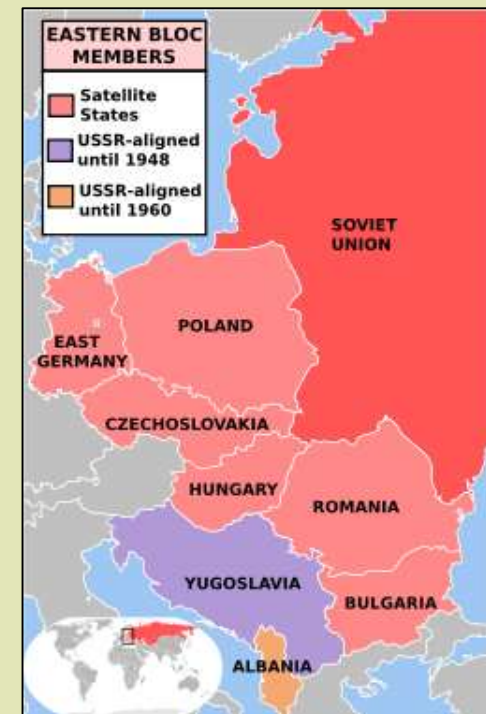 EASTERN BLOC
MEMBERS
Satellite
States
USSR-aligned
until 1948
USSR-aligned
until 1960
SOVIET
UNION
POLAND
EAST
GERMANY
CZECHOSLOVAKIA
HUNGARY
ROMANIA
YUGOSLAVIA
BULGARIA
ALBANIA